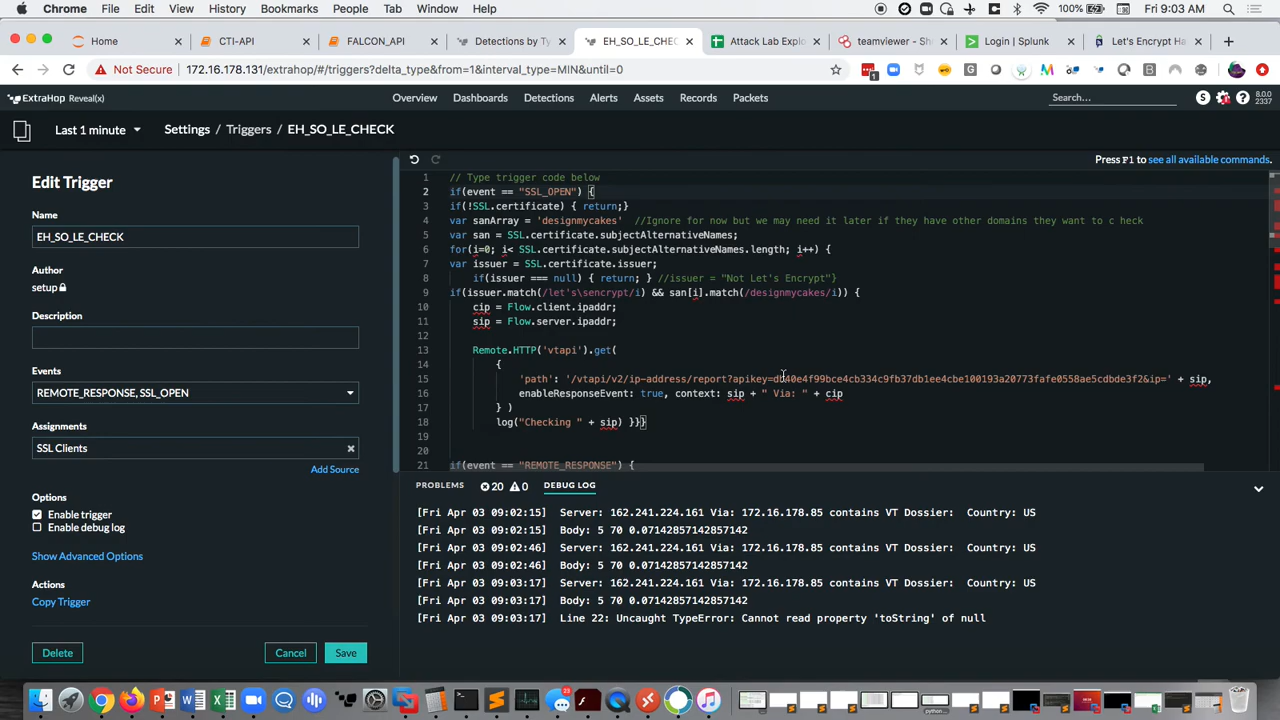 Chrome File Edit View History Bookmarks People Tab Window Help 100% Fri 9:03 AM
Home CTI-API FALCON_API Detections by Ty EH_SO_LE_CHEC Attack Lab Explo teamviewer - Sha Login | Splunk Let's Encrypt Ha
Not Secure 172.16.178.131/extrahop/#/triggers?delta_type&from=1&interval_type=MIN&until=0
ExtraHop Reveal(x) Overview Dashboards Detections Alerts Assets Records Packets Search... 8.0.0 2337
Last 1 minute Settings / Triggers / EH_SO_LE_CHECK
Press F1 to see all available commands.
Edit Trigger
Name
EH_SO_LE_CHECK
Author
setup
Description
Events
REMOTE_RESPONSE, SSL_OPEN
Assignments
SSL Clients
Add Source
Options
Enable trigger
Enable debug log
Show Advanced Options
Actions
Copy Trigger
Delete Cancel Save
1 // Type trigger code below
2 if(event == "SSL_OPEN") {
3 if(!SSL.certificate) { return;}
4 var sanArray = 'designmycakes' //Ignore for now but we may need it later if they have other domains they want to c heck
5 var san = SSL.certificate.subjectAlternativeNames;
6 for(i=0; i< SSL.certificate.subjectAlternativeNames.length; i++) {
7 var issuer = SSL.certificate.issuer;
8 if(issuer === null) { return; } //issuer = "Not Let's Encrypt"}
9 if(issuer.match(/let's\sencrypt/i) && san[i].match(/designmycakes/i)) {
10 cip = Flow.client.ipaddr;
11 sip = Flow.server.ipaddr;
12
13 Remote.HTTP('vtapi').get(
14 {
15 'path': '/vtapi/v2/ip-address/report?apikey=db40e4f99bce4cb334c9fb37db1ee4cbe100193a20773fafe0558ae5cdbde3f2&ip=' + sip,
16 enableResponseEvent: true, context: sip + " Via: " + cip
17 } )
18 log("Checking " + sip) }}}
19
20
21 if(event == "REMOTE_RESPONSE") {
PROBLEMS 20 0 DEBUG LOG
[Fri Apr 03 09:02:15] Server: 162.241.224.161 Via: 172.16.178.85 contains VT Dossier: Country: US
[Fri Apr 03 09:02:15] Body: 5 70 0.07142857142857142
[Fri Apr 03 09:02:46] Server: 162.241.224.161 Via: 172.16.178.85 contains VT Dossier: Country: US
[Fri Apr 03 09:02:46] Body: 5 70 0.07142857142857142
[Fri Apr 03 09:03:17] Server: 162.241.224.161 Via: 172.16.178.85 contains VT Dossier: Country: US
[Fri Apr 03 09:03:17] Body: 5 70 0.07142857142857142
[Fri Apr 03 09:03:17] Line 22: Uncaught TypeError: Cannot read property 'toString' of null